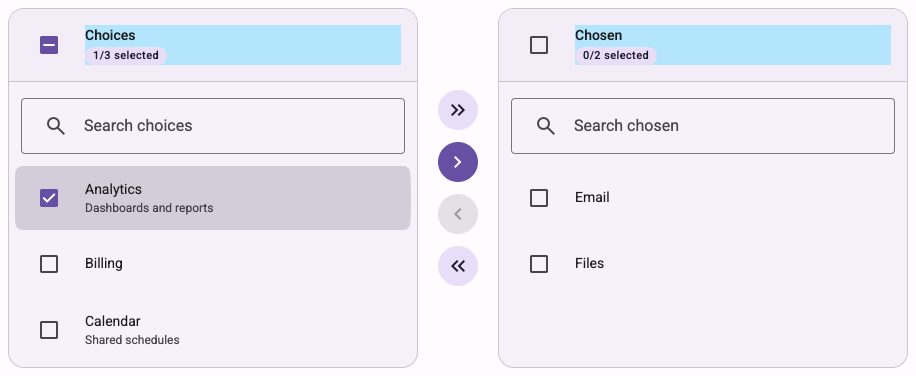 Choices
1/3 selected
Search choices
Analytics
Dashboards and reports
Billing
Calendar
Shared schedules
Chosen
0/2 selected
Search chosen
Email
Files